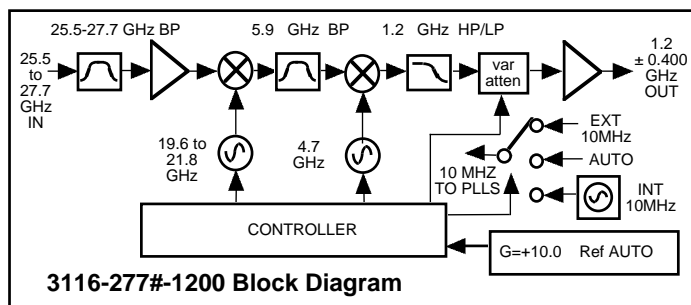 25.5-27.7 GHz BP
5.9 GHz BP
1.2 GHz HP/LP
25.5
to
27.7
GHz
IN
var
atten
1.2
± 0.400
GHz
OUT
19.6 to
21.8
GHz
4.7
GHz
10 MHZ
TO PLLS
EXT
10MHz
AUTO
INT
10MHz
CONTROLLER
G=+10.0 Ref AUTO
3116-277#-1200 Block Diagram